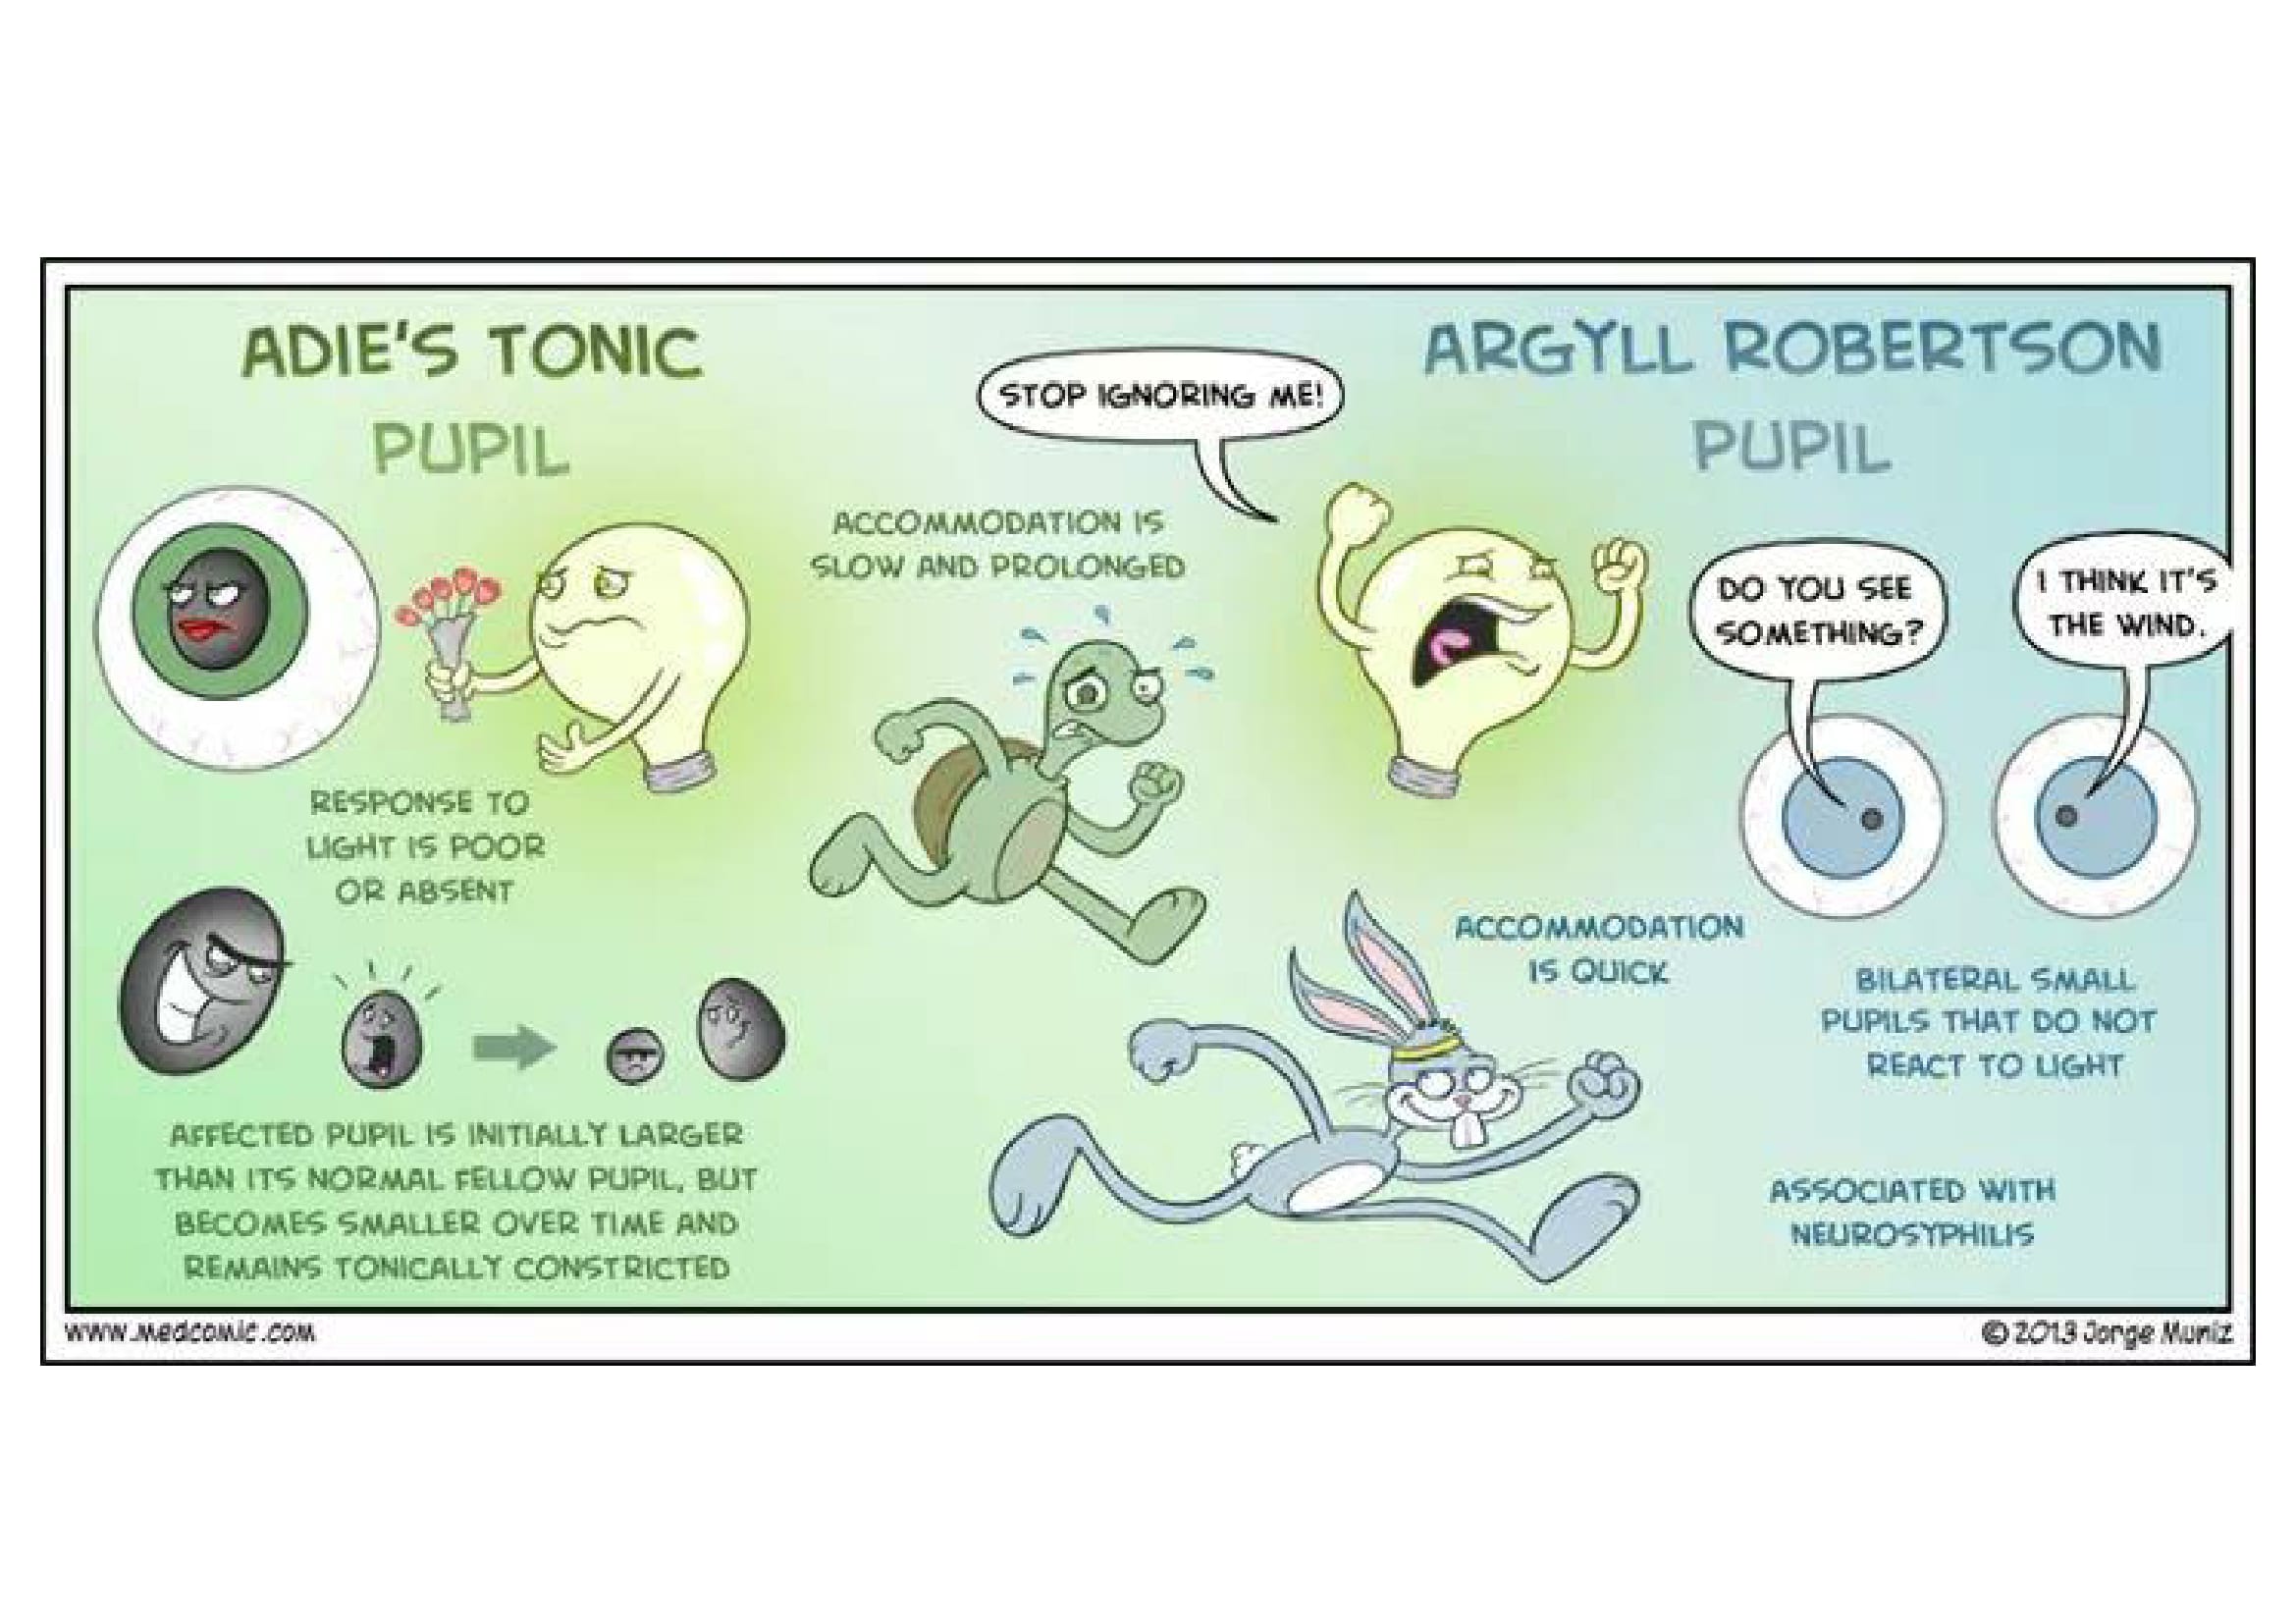 ADIE'S TONIC
PUPIL
RESPONSE TO
LIGHT IS POOR
OR ABSENT
AFFECTED PUPIL IS INITIALLY LARGER
THAN ITS NORMAL FELLOW PUPIL, BUT
BECOMES SMALLER OVER TIME AND
REMAINS TONICALLY CONSTRICTED
ACCOMMODATION IS
SLOW AND PROLONGED
STOP IGNORING ME!
ARGYLL ROBERTSON
PUPIL
DO YOU SEE
SOMETHING?
I THINK IT'S
THE WIND.
ACCOMMODATION
IS QUICK
BILATERAL SMALL
PUPILS THAT DO NOT
REACT TO LIGHT
ASSOCIATED WITH
NEUROSYPHILIS
www.medcomic.com
© 2013 Jorge Muniz